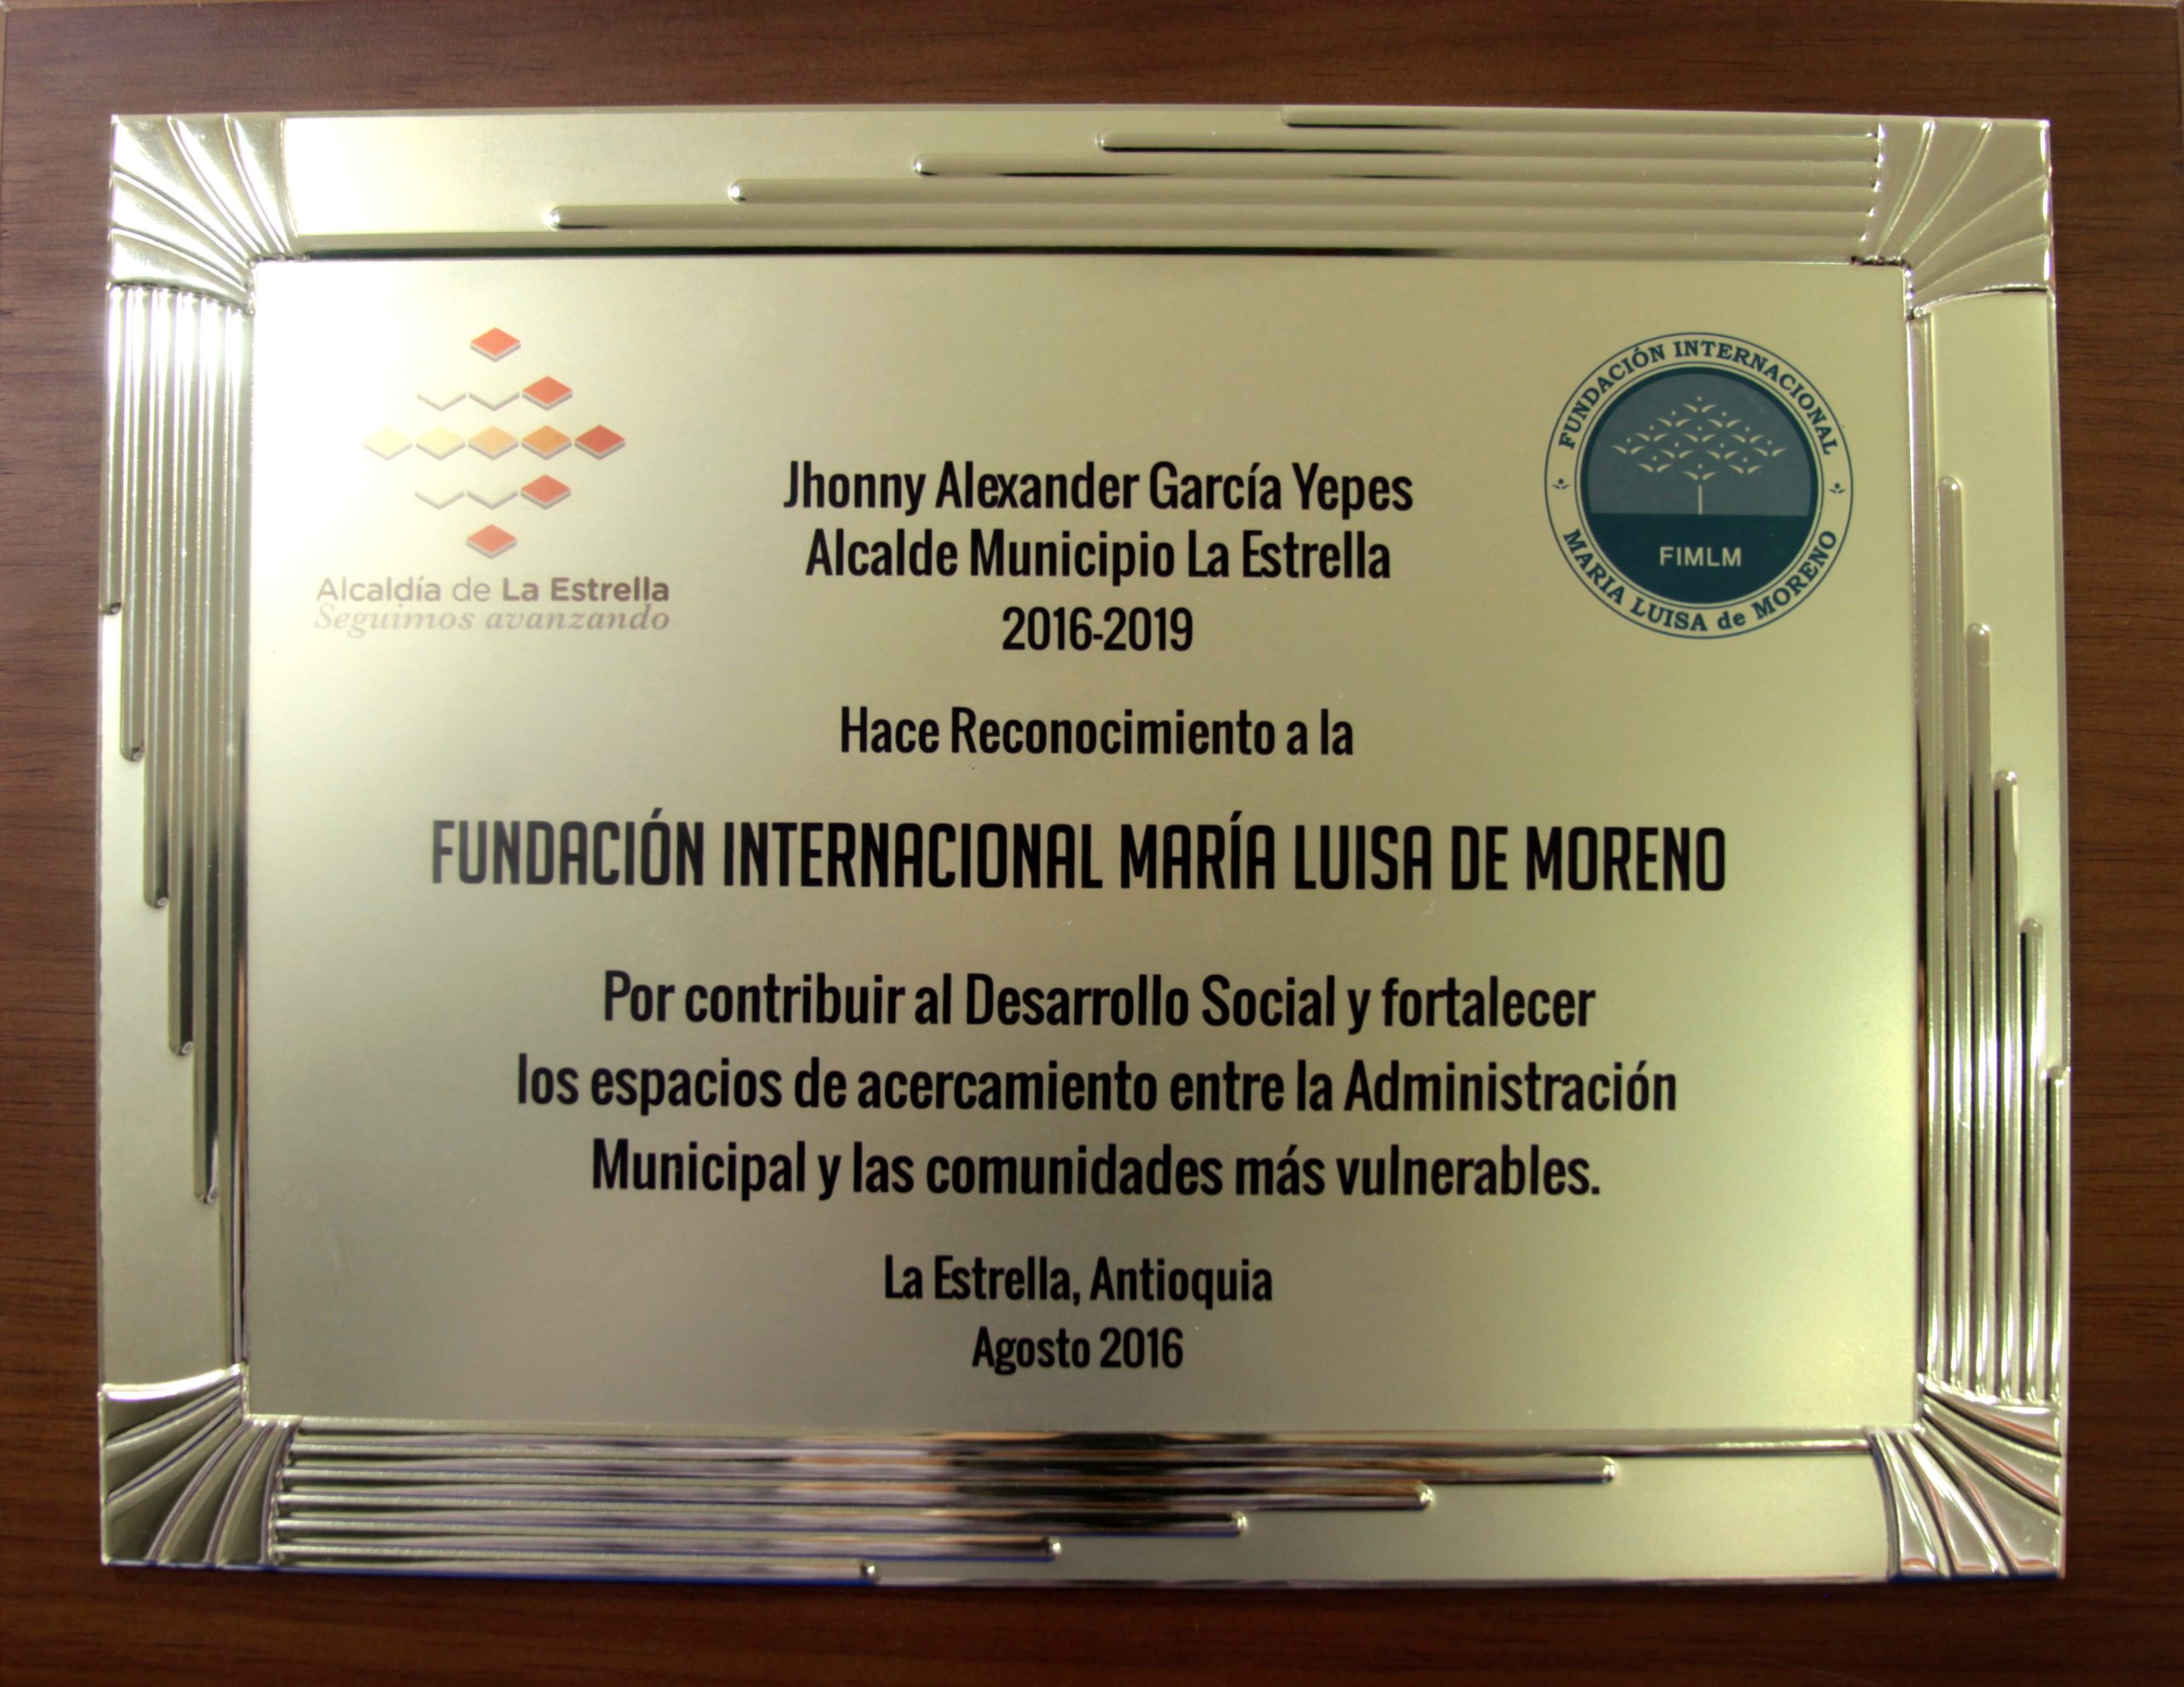 Alcaldía de La Estrella
Seguimos avanzando
FUNDACIÓN INTERNACIONAL
MARIA LUISA de MORENO
FIMLM
Jhonny Alexander García Yepes
Alcalde Municipio La Estrella
2016-2019
Hace Reconocimiento a la
FUNDACIÓN INTERNACIONAL MARÍA LUISA DE MORENO
Por contribuir al Desarrollo Social y fortalecer
los espacios de acercamiento entre la Administración
Municipal y las comunidades más vulnerables.
La Estrella, Antioquia
Agosto 2016